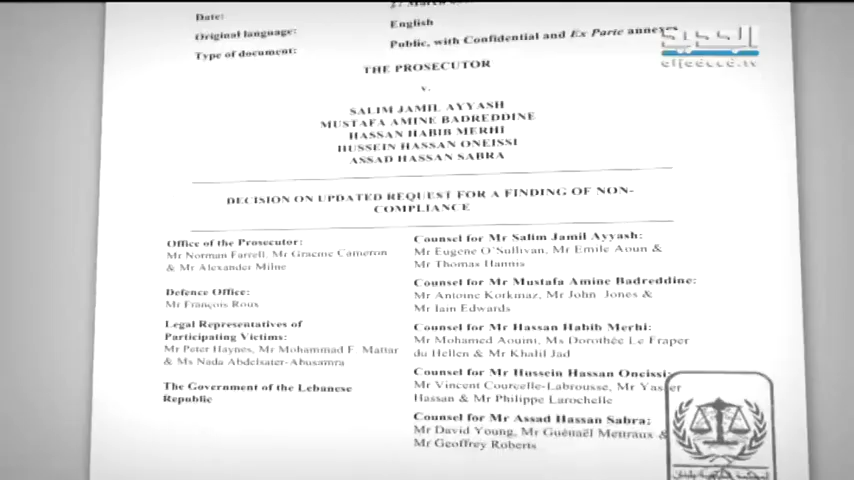 Date:
Original language:
English
Type of document:
Public, with Confidential and Ex Parte annexes
الجديد
aljadeed.tv
THE PROSECUTOR
v.
SALIM JAMIL AYYASH
MUSTAFA AMINE BADREDDINE
HASSAN HABIB MERHI
HUSSEIN HASSAN ONEISSI
ASSAD HASSAN SABRA
DECISION ON UPDATED REQUEST FOR A FINDING OF NON-
COMPLIANCE
Office of the Prosecutor:
Mr Norman Farrell, Mr Graeme Cameron
& Mr Alexander Milne
Defence Office:
Mr François Roux
Legal Representatives of
Participating Victims:
Mr Peter Haynes, Mr Mohammad F. Mattar
& Ms Nada Abdelsater-Abusamra
The Government of the Lebanese
Republic
Counsel for Mr Salim Jamil Ayyash:
Mr Eugene O'Sullivan, Mr Emile Aoun &
Mr Thomas Hannis
Counsel for Mr Mustafa Amine Badreddine:
Mr Antoine Korkmaz, Mr John Jones &
Mr Iain Edwards
Counsel for Mr Hassan Habib Merhi:
Mr Mohamed Aouini, Ms Dorothée Le Fraper
du Hellen & Mr Khalil Jad
Counsel for Mr Hussein Hassan Oneissi:
Mr Vincent Courcelle-Labrousse, Mr Yasser
Hassan & Mr Philippe Larochelle
Counsel for Mr Assad Hassan Sabra:
Mr David Young, Mr Guénaël Mettraux &
Mr Geoffrey Roberts